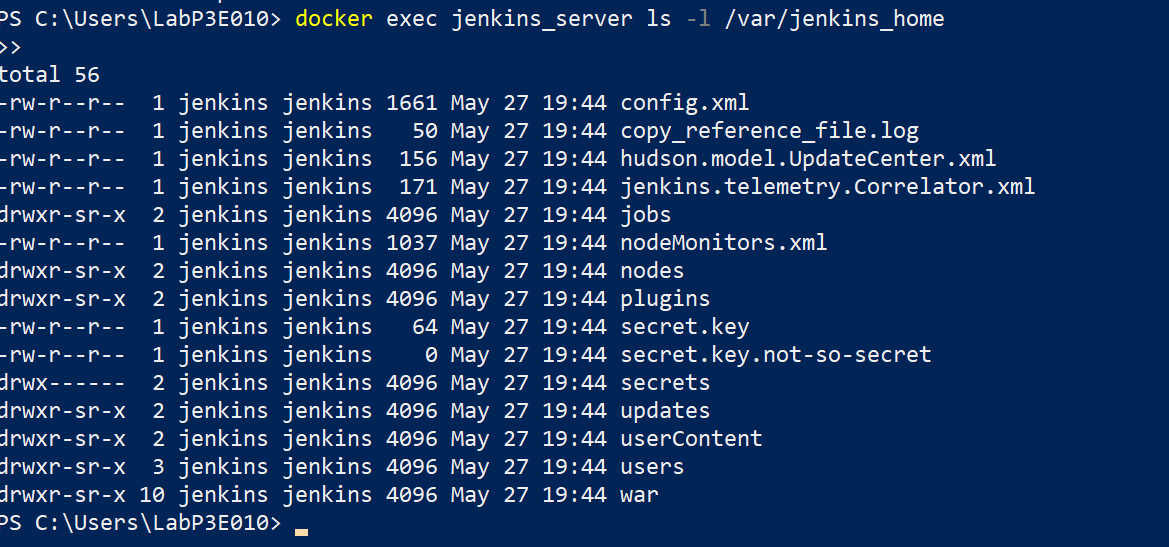 PS C:\Users\LabP3E010> docker exec jenkins_server ls -l /var/jenkins_home
>>
total 56
-rw-r--r--  1 jenkins jenkins 1661 May 27 19:44 config.xml
-rw-r--r--  1 jenkins jenkins   50 May 27 19:44 copy_reference_file.log
-rw-r--r--  1 jenkins jenkins  156 May 27 19:44 hudson.model.UpdateCenter.xml
-rw-r--r--  1 jenkins jenkins  171 May 27 19:44 jenkins.telemetry.Correlator.xml
drwxr-sr-x  2 jenkins jenkins 4096 May 27 19:44 jobs
-rw-r--r--  1 jenkins jenkins 1037 May 27 19:44 nodeMonitors.xml
drwxr-sr-x  2 jenkins jenkins 4096 May 27 19:44 nodes
drwxr-sr-x  2 jenkins jenkins 4096 May 27 19:44 plugins
-rw-r--r--  1 jenkins jenkins   64 May 27 19:44 secret.key
-rw-r--r--  1 jenkins jenkins    0 May 27 19:44 secret.key.not-so-secret
drwx------  2 jenkins jenkins 4096 May 27 19:44 secrets
drwxr-sr-x  2 jenkins jenkins 4096 May 27 19:44 updates
drwxr-sr-x  2 jenkins jenkins 4096 May 27 19:44 userContent
drwxr-sr-x  3 jenkins jenkins 4096 May 27 19:44 users
drwxr-sr-x 10 jenkins jenkins 4096 May 27 19:44 war
PS C:\Users\LabP3E010>